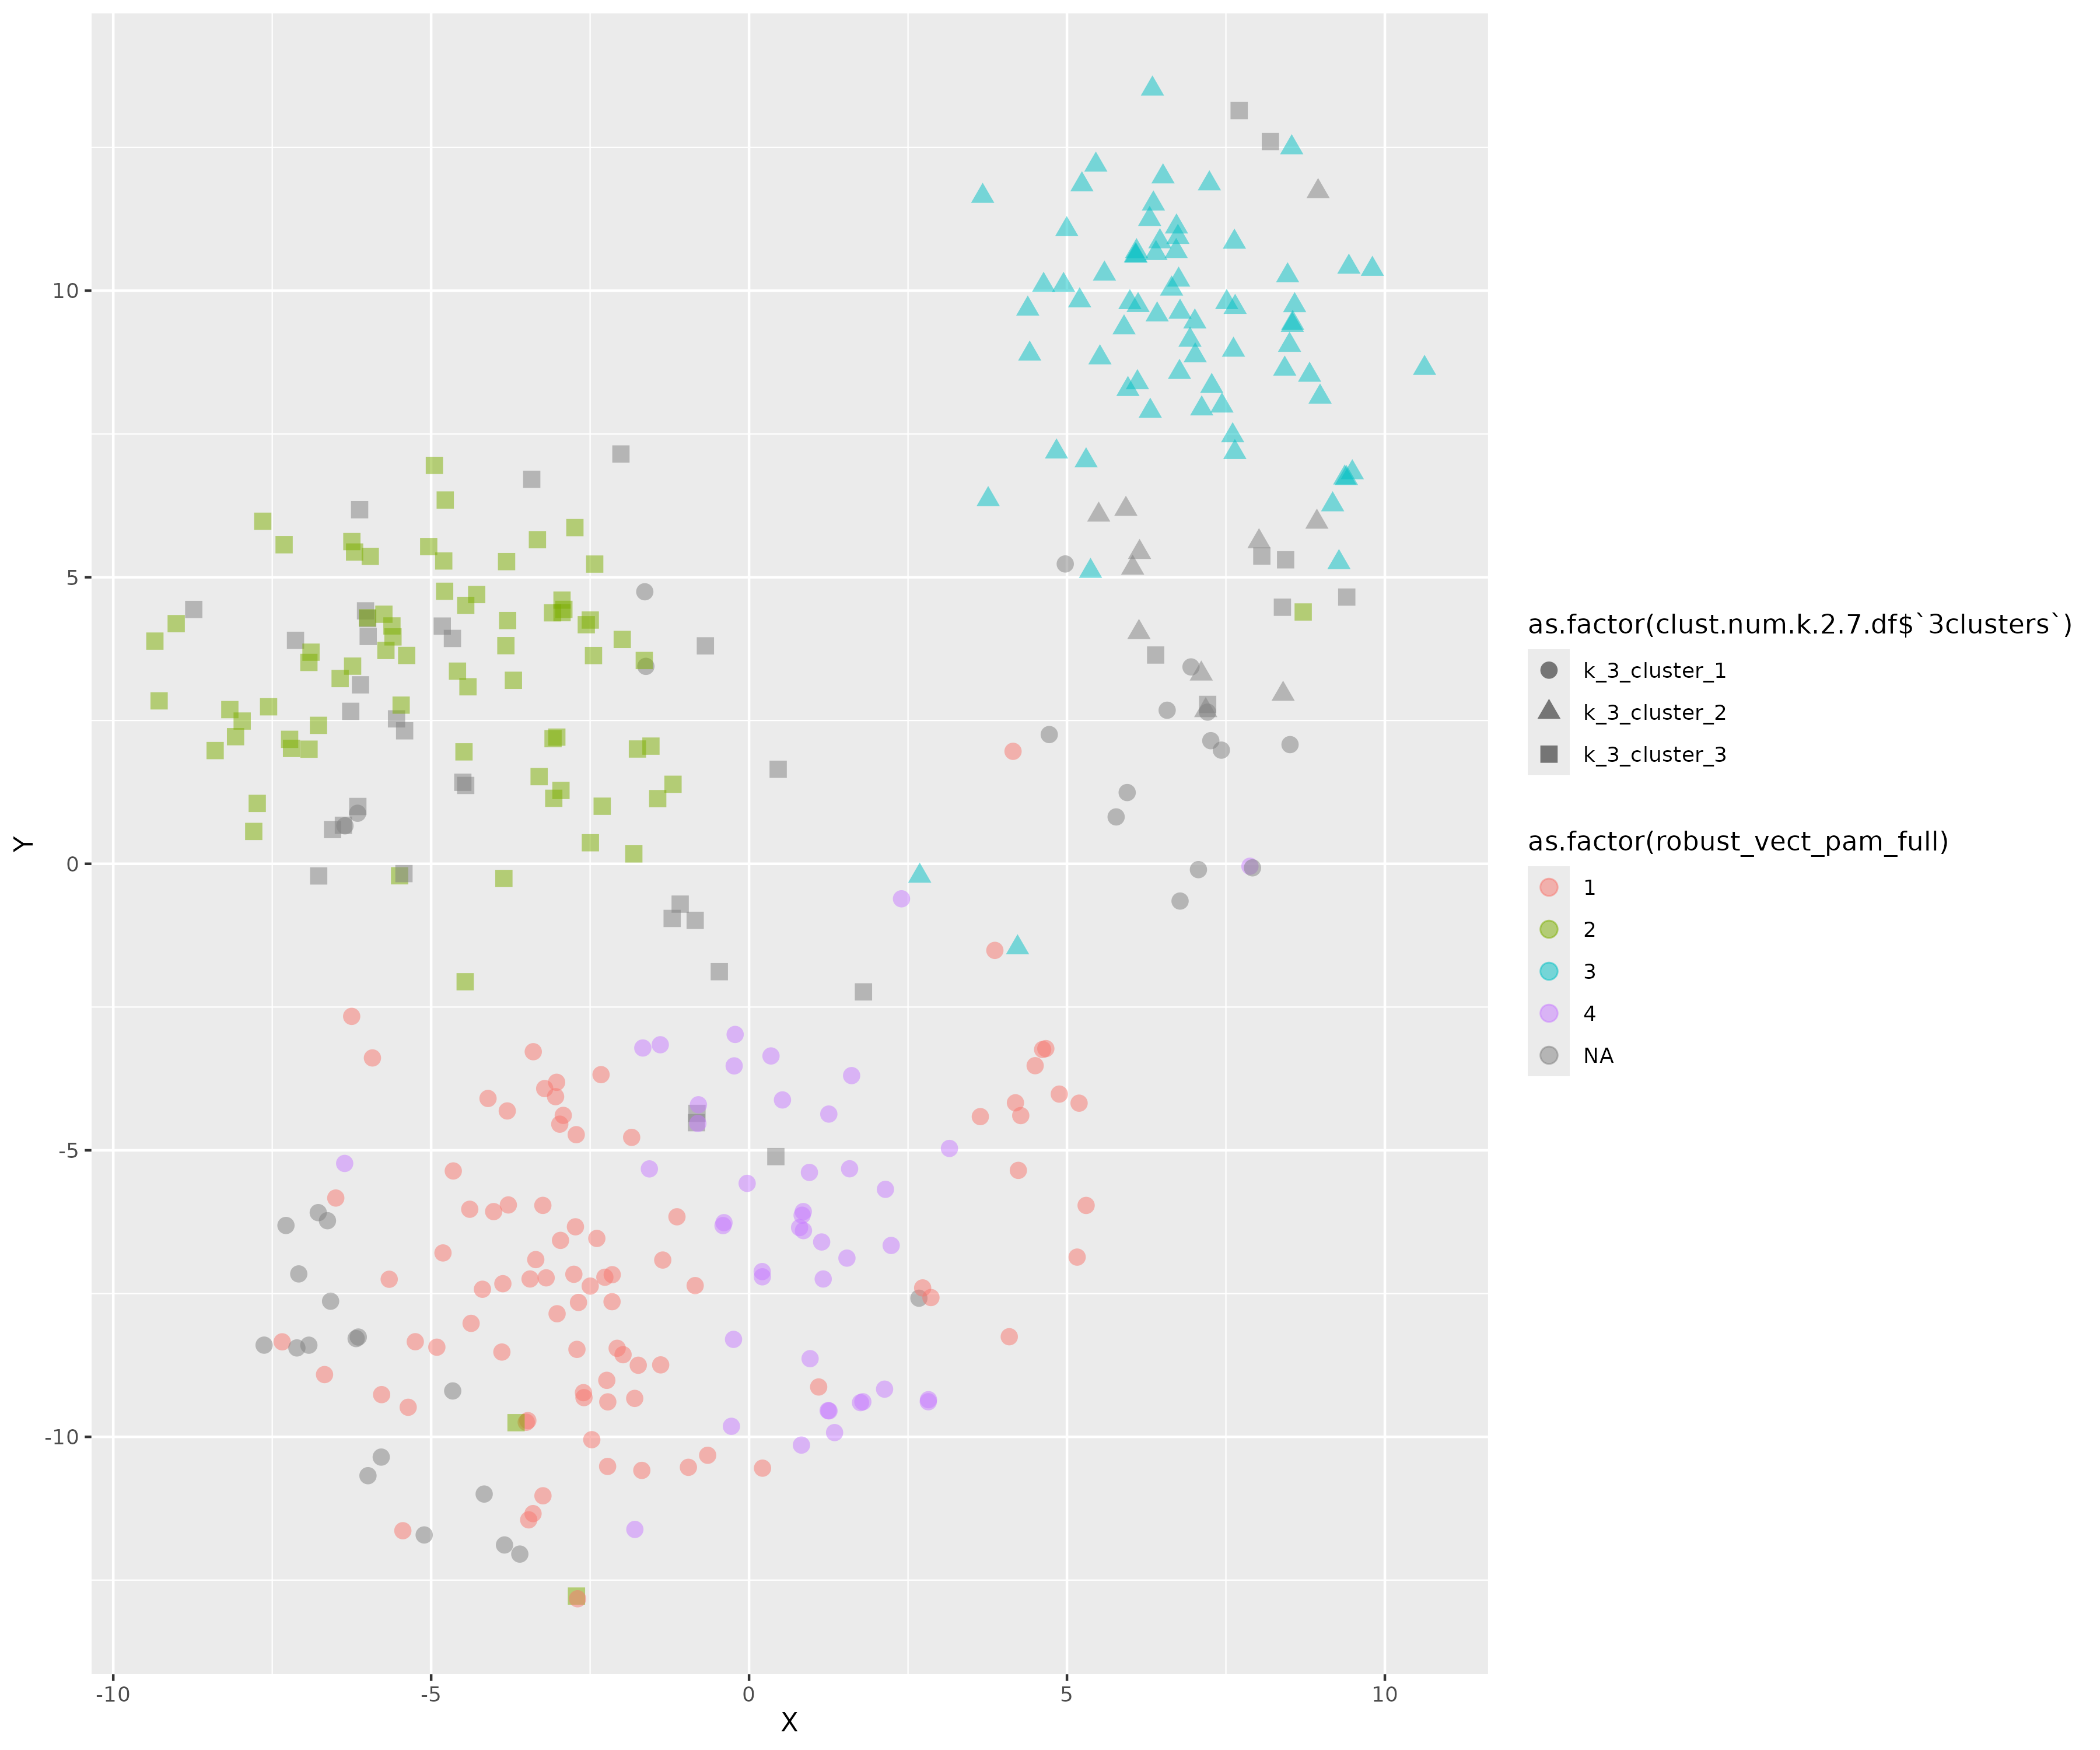 10
5
0
-5
-10
Y
-10
-5
0
5
10
X
as.factor(clust.num.k.2.7.df$`3clusters`)
k_3_cluster_1
k_3_cluster_2
k_3_cluster_3
as.factor(robust_vect_pam_full)
1
2
3
4
NA